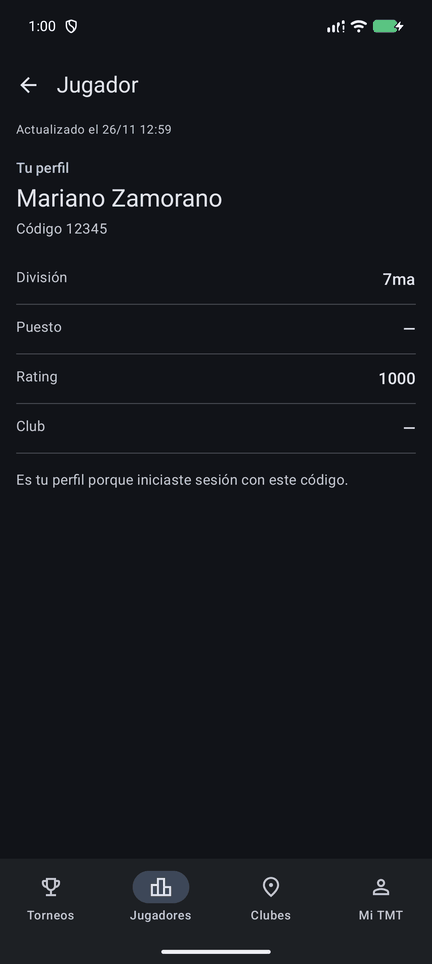 1:00
Jugador
Actualizado el 26/11 12:59
Tu perfil
Mariano Zamorano
Código 12345
División 7ma
Puesto —
Rating 1000
Club —
Es tu perfil porque iniciaste sesión con este código.
Torneos Jugadores Clubes Mi TMT